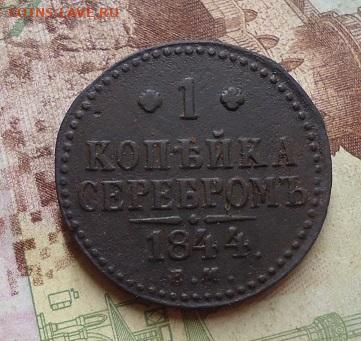 COINS.LAVE.RU
1
КОПѢЙКА
СЕРЕБРОМЪ
1844.
Е.М.